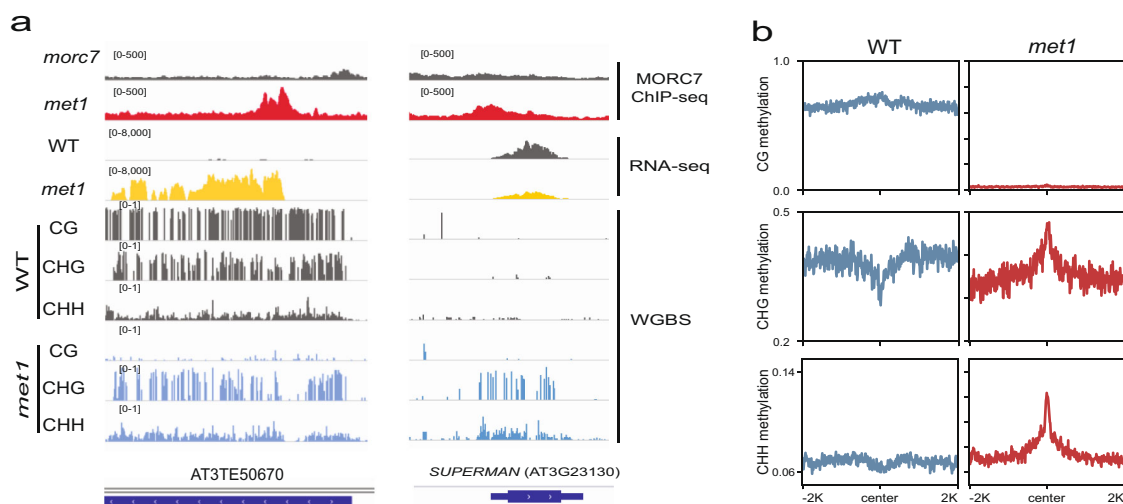 a
morc7
[0-500]
[0-500]
met1
[0-500]
[0-500]
MORC7
ChIP-seq
WT
[0-8,000]
met1
[0-8,000]
RNA-seq
WT
CG
[0-1]
CHG
[0-1]
CHH
[0-1]
met1
CG
[0-1]
CHG
[0-1]
CHH
[0-1]
WGBS
AT3TE50670
SUPERMAN (AT3G23130)
b
WT
met1
CG methylation
1.0
0.0
CHG methylation
0.5
0.2
CHH methylation
0.14
0.06
-2K center 2K
-2K center 2K